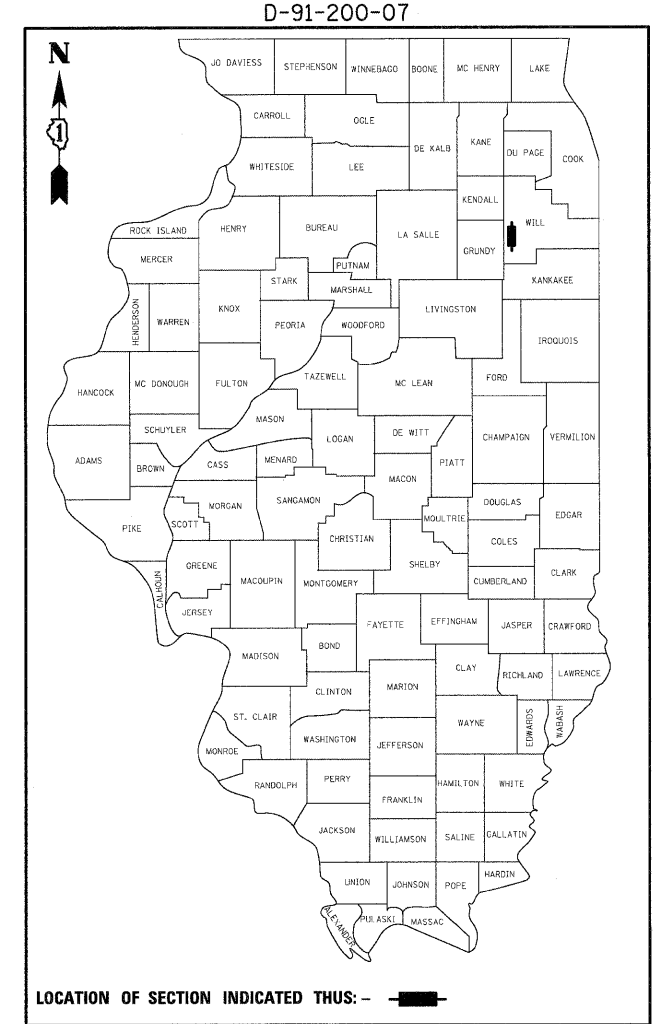 D-91-200-07
N
1
JO DAVIESS
STEPHENSON
WINNEBAGO
BOONE
MC HENRY
LAKE
CARROLL
OGLE
DE KALB
KANE
DU PAGE
COOK
WHITESIDE
LEE
KENDALL
WILL
ROCK ISLAND
HENRY
BUREAU
LA SALLE
GRUNDY
MERCER
PUTNAM
STARK
MARSHALL
KANKAKEE
HENDERSON
WARREN
KNOX
PEORIA
WOODFORD
LIVINGSTON
IROQUOIS
HANCOCK
MC DONOUGH
FULTON
TAZEWELL
MC LEAN
FORD
SCHUYLER
MASON
LOGAN
DE WITT
CHAMPAIGN
VERMILION
ADAMS
BROWN
CASS
MENARD
PIATT
MACON
PIKE
SCOTT
MORGAN
SANGAMON
CHRISTIAN
MOULTRIE
DOUGLAS
EDGAR
COLES
CALHOUN
GREENE
MACOUPIN
MONTGOMERY
SHELBY
CUMBERLAND
CLARK
JERSEY
FAYETTE
EFFINGHAM
JASPER
CRAWFORD
MADISON
BOND
CLAY
RICHLAND
LAWRENCE
CLINTON
MARION
ST. CLAIR
WAYNE
EDWARDS
WABASH
MONROE
WASHINGTON
JEFFERSON
RANDOLPH
PERRY
HAMILTON
WHITE
FRANKLIN
JACKSON
WILLIAMSON
SALINE
GALLATIN
UNION
JOHNSON
POPE
HARDIN
ALEXANDER
PULASKI
MASSAC
LOCATION OF SECTION INDICATED THUS: -